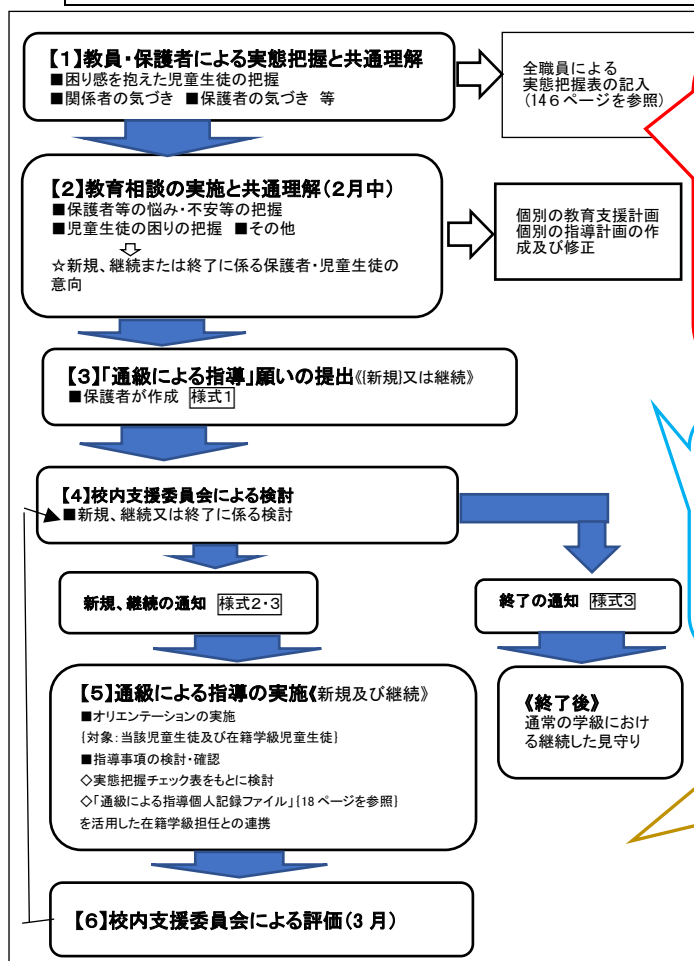 【1】教員・保護者による実態把握と共通理解
■困り感を抱えた児童生徒の把握
■関係者の気づき ■保護者の気づき 等
全職員による
実態把握表の記入
(146ページを参照)
【2】教育相談の実施と共通理解(2月中)
■保護者等の悩み・不安等の把握
■児童生徒の困りの把握 ■その他
☆新規、継続または終了に係る保護者・児童生徒の
意向
個別の教育支援計画
個別の指導計画の作
成及び修正
【3】「通級による指導」願いの提出《{新規}又は継続》
■保護者が作成 様式1
【4】校内支援委員会による検討
■新規、継続又は終了に係る検討
新規、継続の通知 様式2・3
終了の通知 様式3
【5】通級による指導の実施《新規及び継続》
■オリエンテーションの実施
{対象:当該児童生徒及び在籍学級児童生徒}
■指導事項の検討・確認
◇実態把握チェック表をもとに検討
◇「通級による指導個人記録ファイル」{18ページを参照}
を活用した在籍学級担任との連携
《終了後》
通常の学級におけ
る継続した見守り
【6】校内支援委員会による評価(3月)